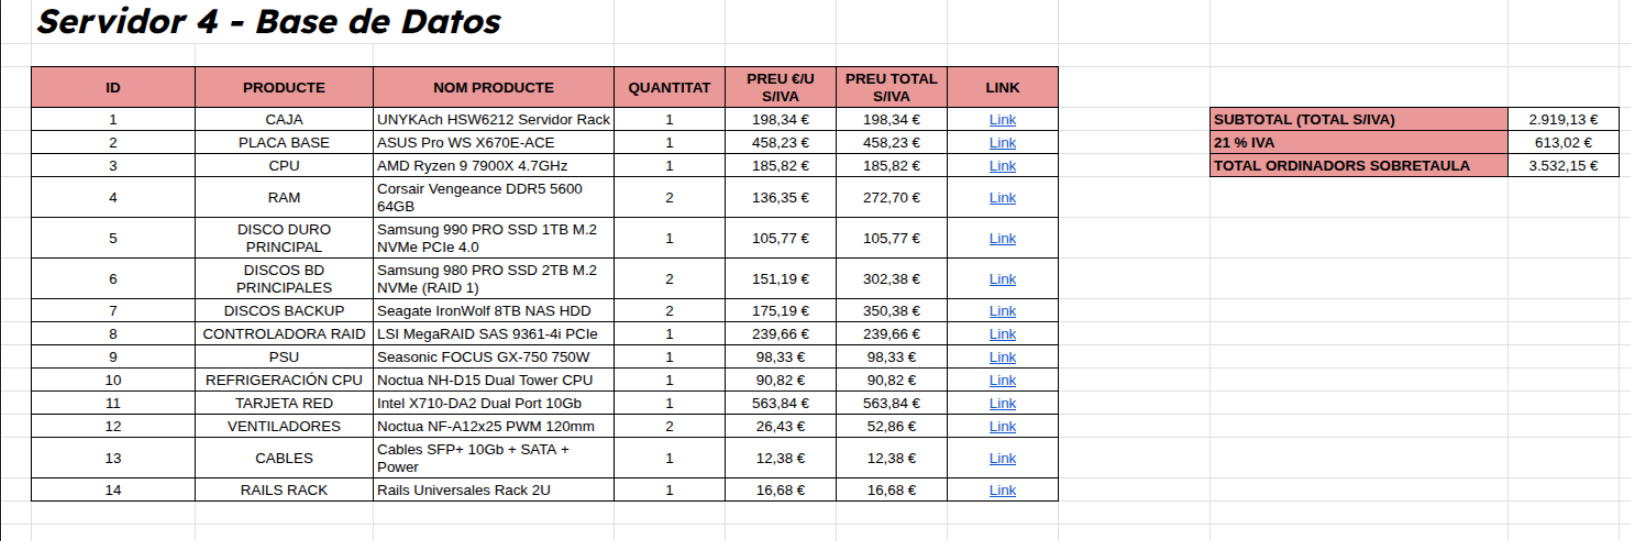 Servidor 4 - Base de Datos
ID PRODUCTE NOM PRODUCTE QUANTITAT PREU €/U S/IVA PREU TOTAL S/IVA LINK
1 CAJA UNYKAch HSW6212 Servidor Rack 1 198,34 € 198,34 € Link
2 PLACA BASE ASUS Pro WS X670E-ACE 1 458,23 € 458,23 € Link
3 CPU AMD Ryzen 9 7900X 4.7GHz 1 185,82 € 185,82 € Link
4 RAM Corsair Vengeance DDR5 5600 64GB 2 136,35 € 272,70 € Link
5 DISCO DURO PRINCIPAL Samsung 990 PRO SSD 1TB M.2 NVMe PCIe 4.0 1 105,77 € 105,77 € Link
6 DISCOS BD PRINCIPALES Samsung 980 PRO SSD 2TB M.2 NVMe (RAID 1) 2 151,19 € 302,38 € Link
7 DISCOS BACKUP Seagate IronWolf 8TB NAS HDD 2 175,19 € 350,38 € Link
8 CONTROLADORA RAID LSI MegaRAID SAS 9361-4i PCIe 1 239,66 € 239,66 € Link
9 PSU Seasonic FOCUS GX-750 750W 1 98,33 € 98,33 € Link
10 REFRIGERACIÓN CPU Noctua NH-D15 Dual Tower CPU 1 90,82 € 90,82 € Link
11 TARJETA RED Intel X710-DA2 Dual Port 10Gb 1 563,84 € 563,84 € Link
12 VENTILADORES Noctua NF-A12x25 PWM 120mm 2 26,43 € 52,86 € Link
13 CABLES Cables SFP+ 10Gb + SATA + Power 1 12,38 € 12,38 € Link
14 RAILS RACK Rails Universales Rack 2U 1 16,68 € 16,68 € Link
SUBTOTAL (TOTAL S/IVA) 2.919,13 €
21 % IVA 613,02 €
TOTAL ORDINADORS SOBRETAULA 3.532,15 €